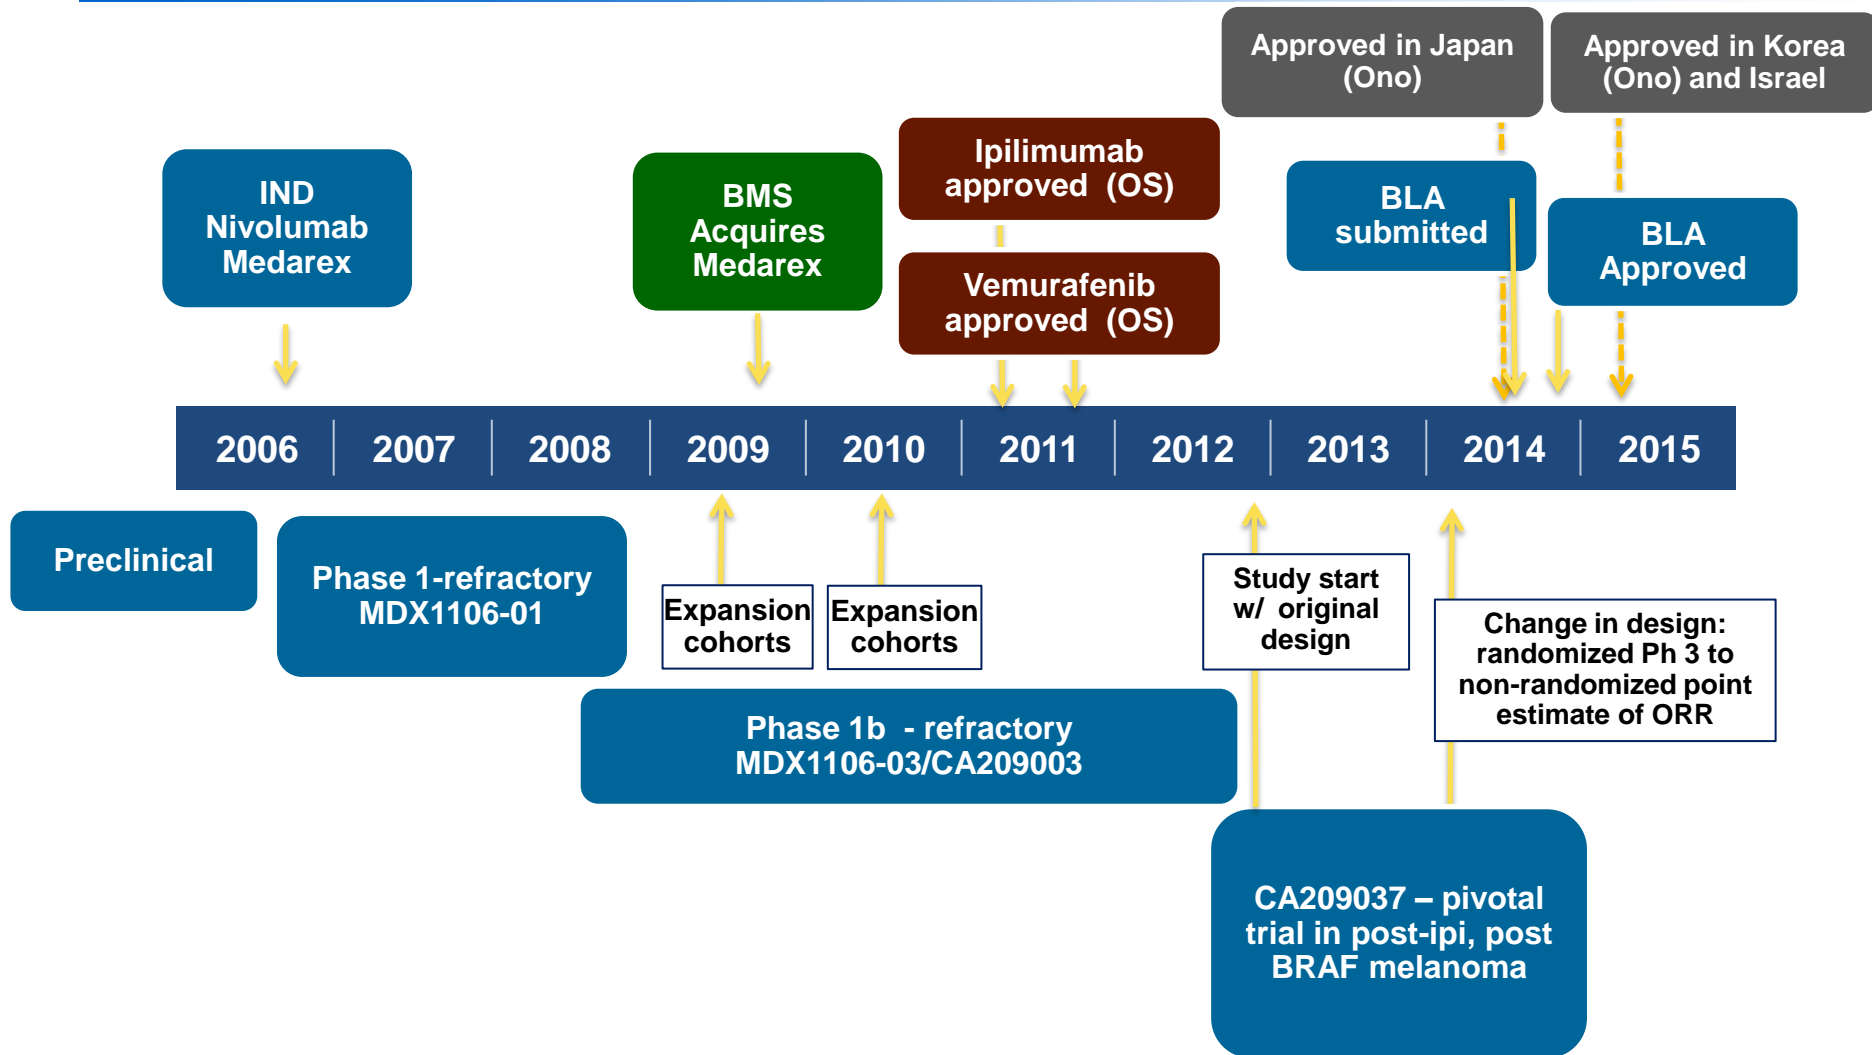 Approved in Japan
(Ono)
Approved in Korea
(Ono) and Israel
IND
Nivolumab
Medarex
BMS
Acquires
Medarex
Ipilimumab
approved (OS)
Vemurafenib
approved (OS)
BLA
submitted
BLA
Approved
2006 2007 2008 2009 2010 2011 2012 2013 2014 2015
Preclinical
Phase 1-refractory
MDX1106-01
Expansion
cohorts
Expansion
cohorts
Study start
w/ original
design
Change in design:
randomized Ph 3 to
non-randomized point
estimate of ORR
Phase 1b - refractory
MDX1106-03/CA209003
CA209037 – pivotal
trial in post-ipi, post
BRAF melanoma